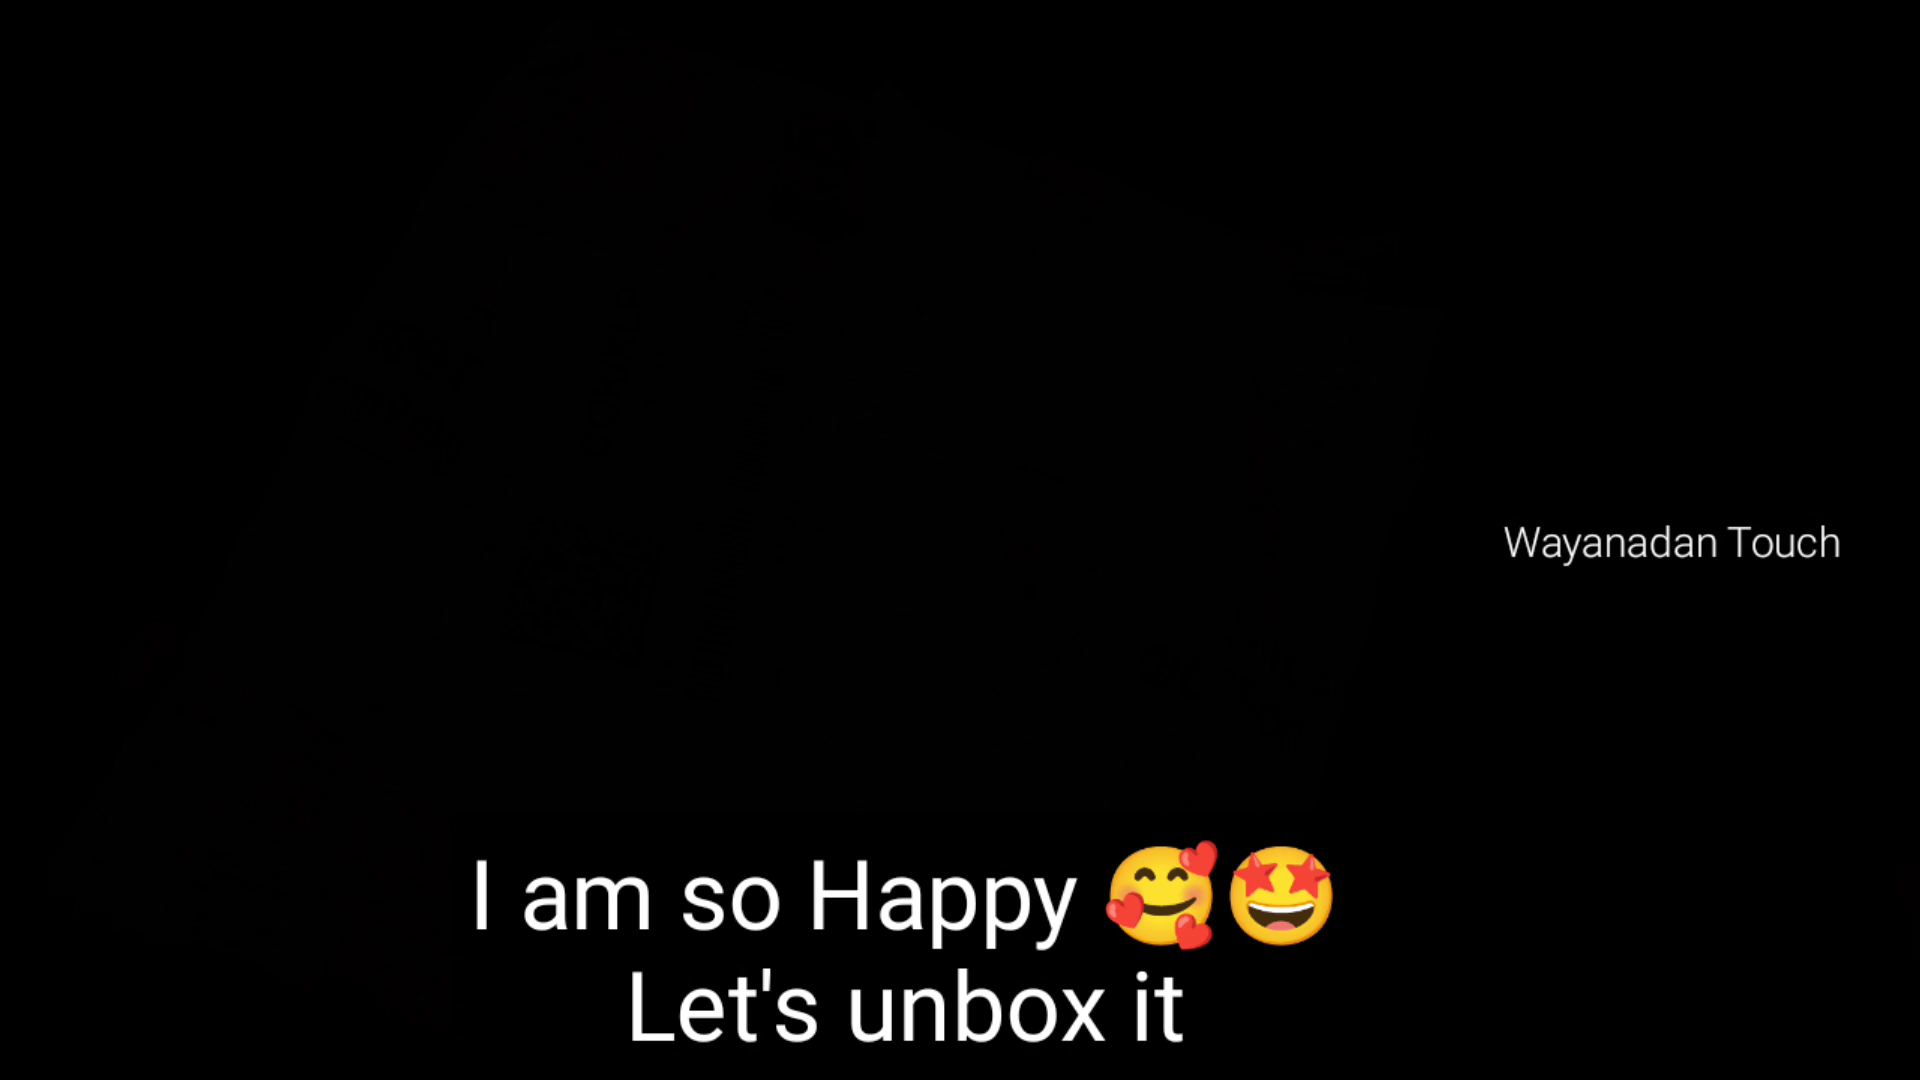 Wayanadan Touch
I am so Happy 🥰🤩
Let's unbox it